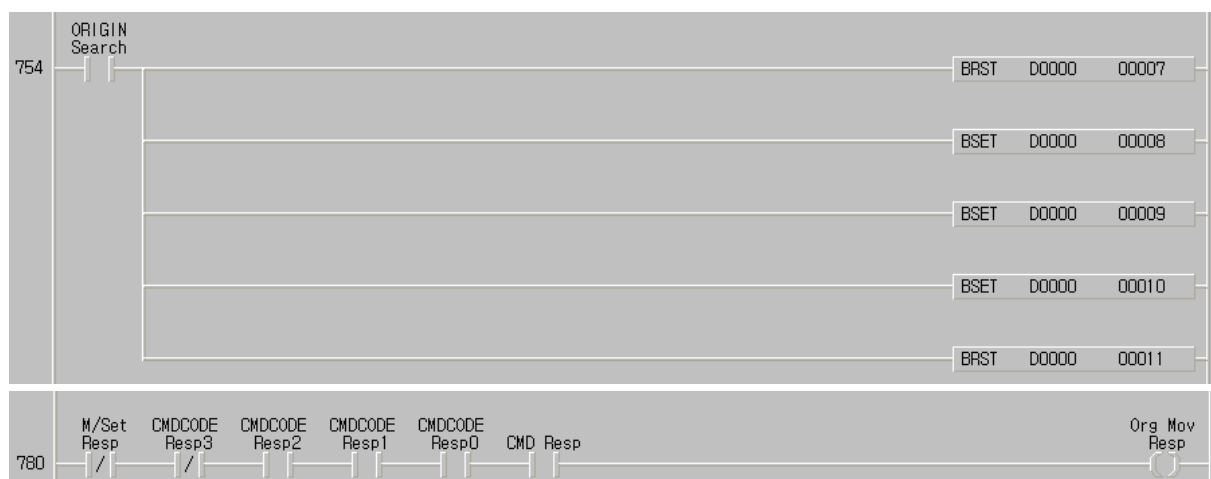 ORIGIN
Search
754
BRST D0000 00007
BSET D0000 00008
BSET D0000 00009
BSET D0000 00010
BRST D0000 00011
M/Set CMDCODE CMDCODE CMDCODE CMDCODE Org Mov
Resp Resp3 Resp2 Resp1 Resp0 CMD Resp Resp
780 /  /